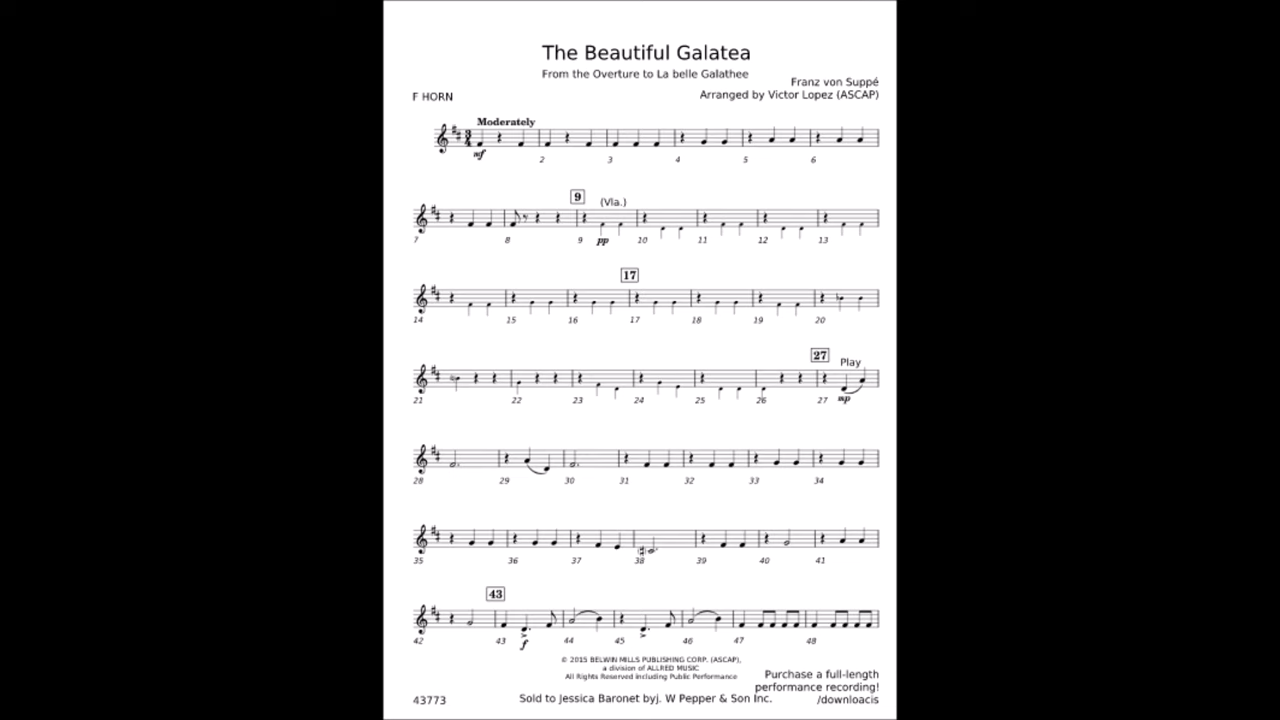 The Beautiful Galatea
From the Overture to La belle Galathee
Franz von Suppé
F HORN
Arranged by Victor Lopez (ASCAP)
Moderately
mf
2 3 4 5 6
9
(Vla.)
7 8 9 pp 10 11 12 13
17
14 15 16 17 18 19 20
27
Play
21 22 23 24 25 26 27 mp
28 29 30 31 32 33 34
35 36 37 38 39 40 41
43
42 43 f 44 45 46 47 48
© 2015 BELWIN MILLS PUBLISHING CORP. (ASCAP),
a division of ALLRED MUSIC
All Rights Reserved including Public Performance
Purchase a full-length
performance recording!
/downloacis
43773
Sold to Jessica Baronet byj. W Pepper & Son Inc.